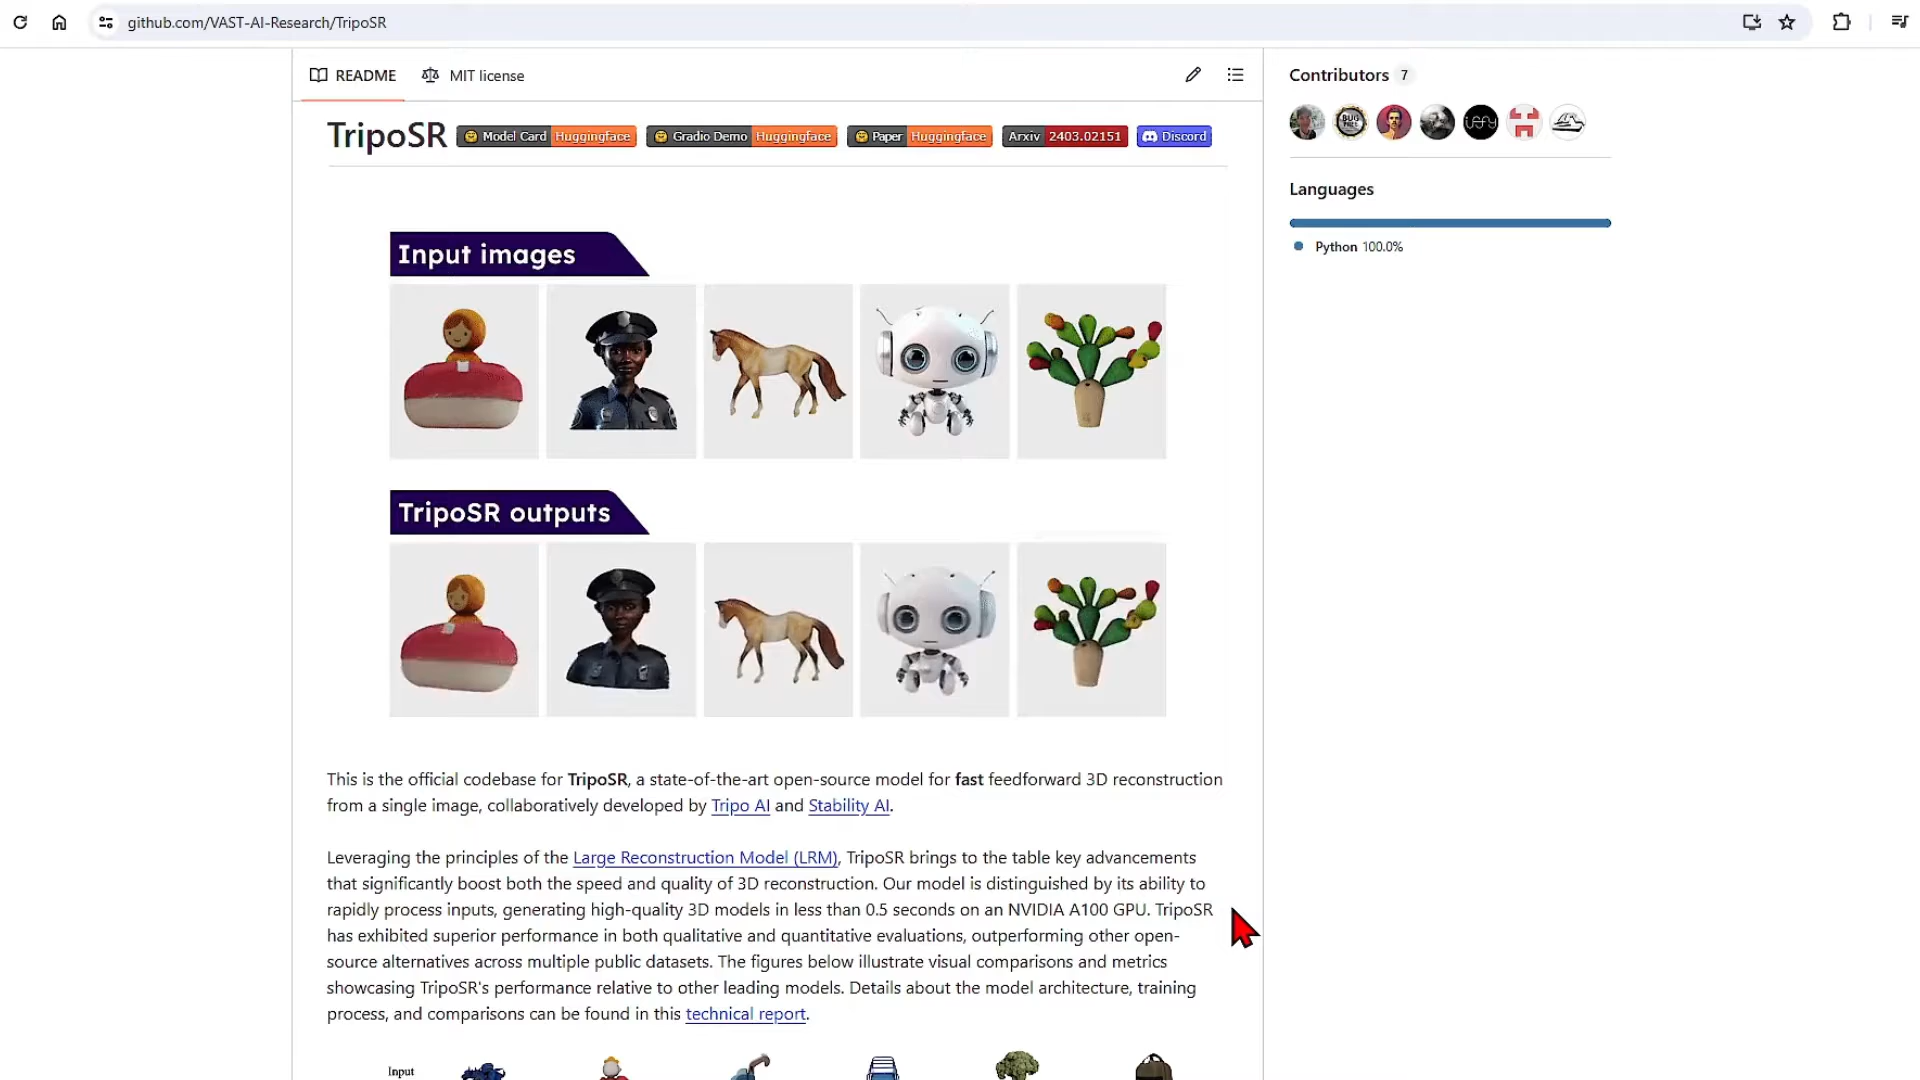 github.com/VAST-AI-Research/TripoSR
README MIT license
TripoSR Model Card Huggingface Gradio Demo Huggingface Paper Huggingface Arxiv 2403.02151 Discord
Input images
TripoSR outputs
This is the official codebase for TripoSR, a state-of-the-art open-source model for fast feedforward 3D reconstruction
from a single image, collaboratively developed by Tripo AI and Stability AI.
Leveraging the principles of the Large Reconstruction Model (LRM), TripoSR brings to the table key advancements
that significantly boost both the speed and quality of 3D reconstruction. Our model is distinguished by its ability to
rapidly process inputs, generating high-quality 3D models in less than 0.5 seconds on an NVIDIA A100 GPU. TripoSR
has exhibited superior performance in both qualitative and quantitative evaluations, outperforming other open-
source alternatives across multiple public datasets. The figures below illustrate visual comparisons and metrics
showcasing TripoSR's performance relative to other leading models. Details about the model architecture, training
process, and comparisons can be found in this technical report.
Input
Contributors 7
Languages
Python 100.0%